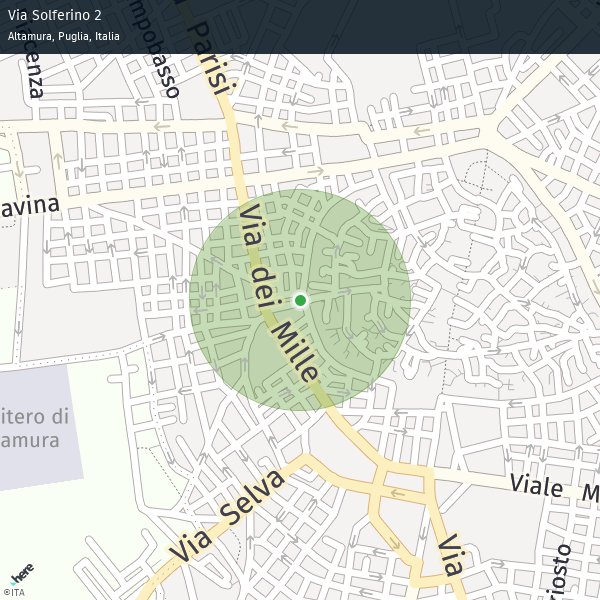 Via Solferino 2
Altamura, Puglia, Italia
cenza
mpobasso
Parisi
avina
Via dei Mille
itero di
amura
Via Selva
Viale M
Via
riosto
here
©ITA